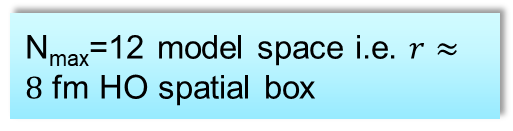 Nmax=12 model space i.e. 𝑟 ≈
8 fm HO spatial box